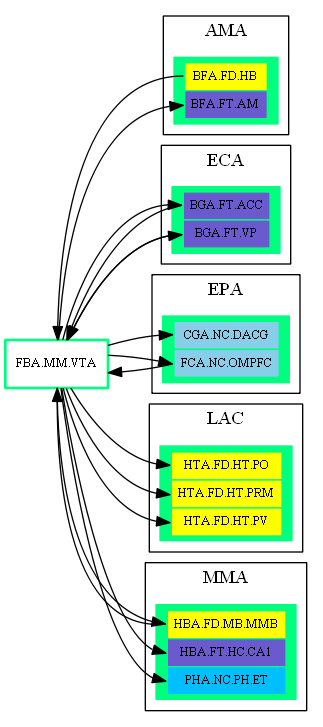 AMA
BFA.FD.HB
BFA.FT.AM
ECA
BGA.FT.ACC
BGA.FT.VP
EPA
CGA.NC.DACG
FCA.NC.OMPFC
FBA.MM.VTA
LAC
HTA.FD.HT.PO
HTA.FD.HT.PRM
HTA.FD.HT.PV
MMA
HBA.FD.MB.MMB
HBA.FT.HC.CA1
PHA.NC.PH.ET